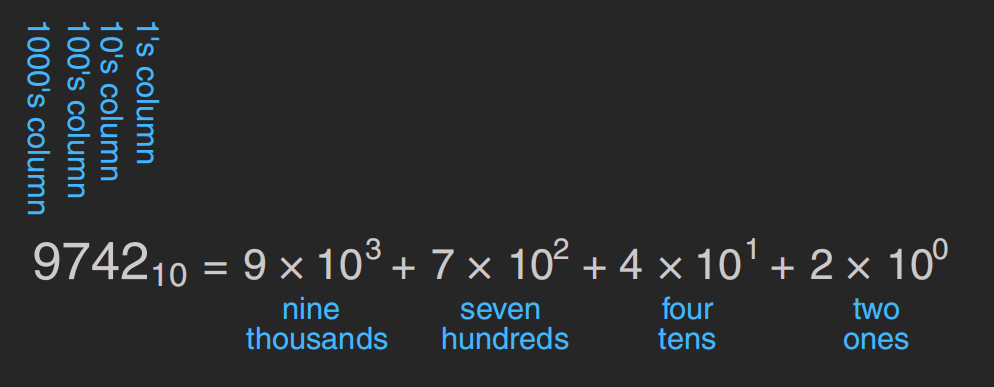 1000's column
100's column
10's column
1's column
9742₁₀ = 9 × 10³ + 7 × 10² + 4 × 10¹ + 2 × 10⁰
nine seven four two
thousands hundreds tens ones